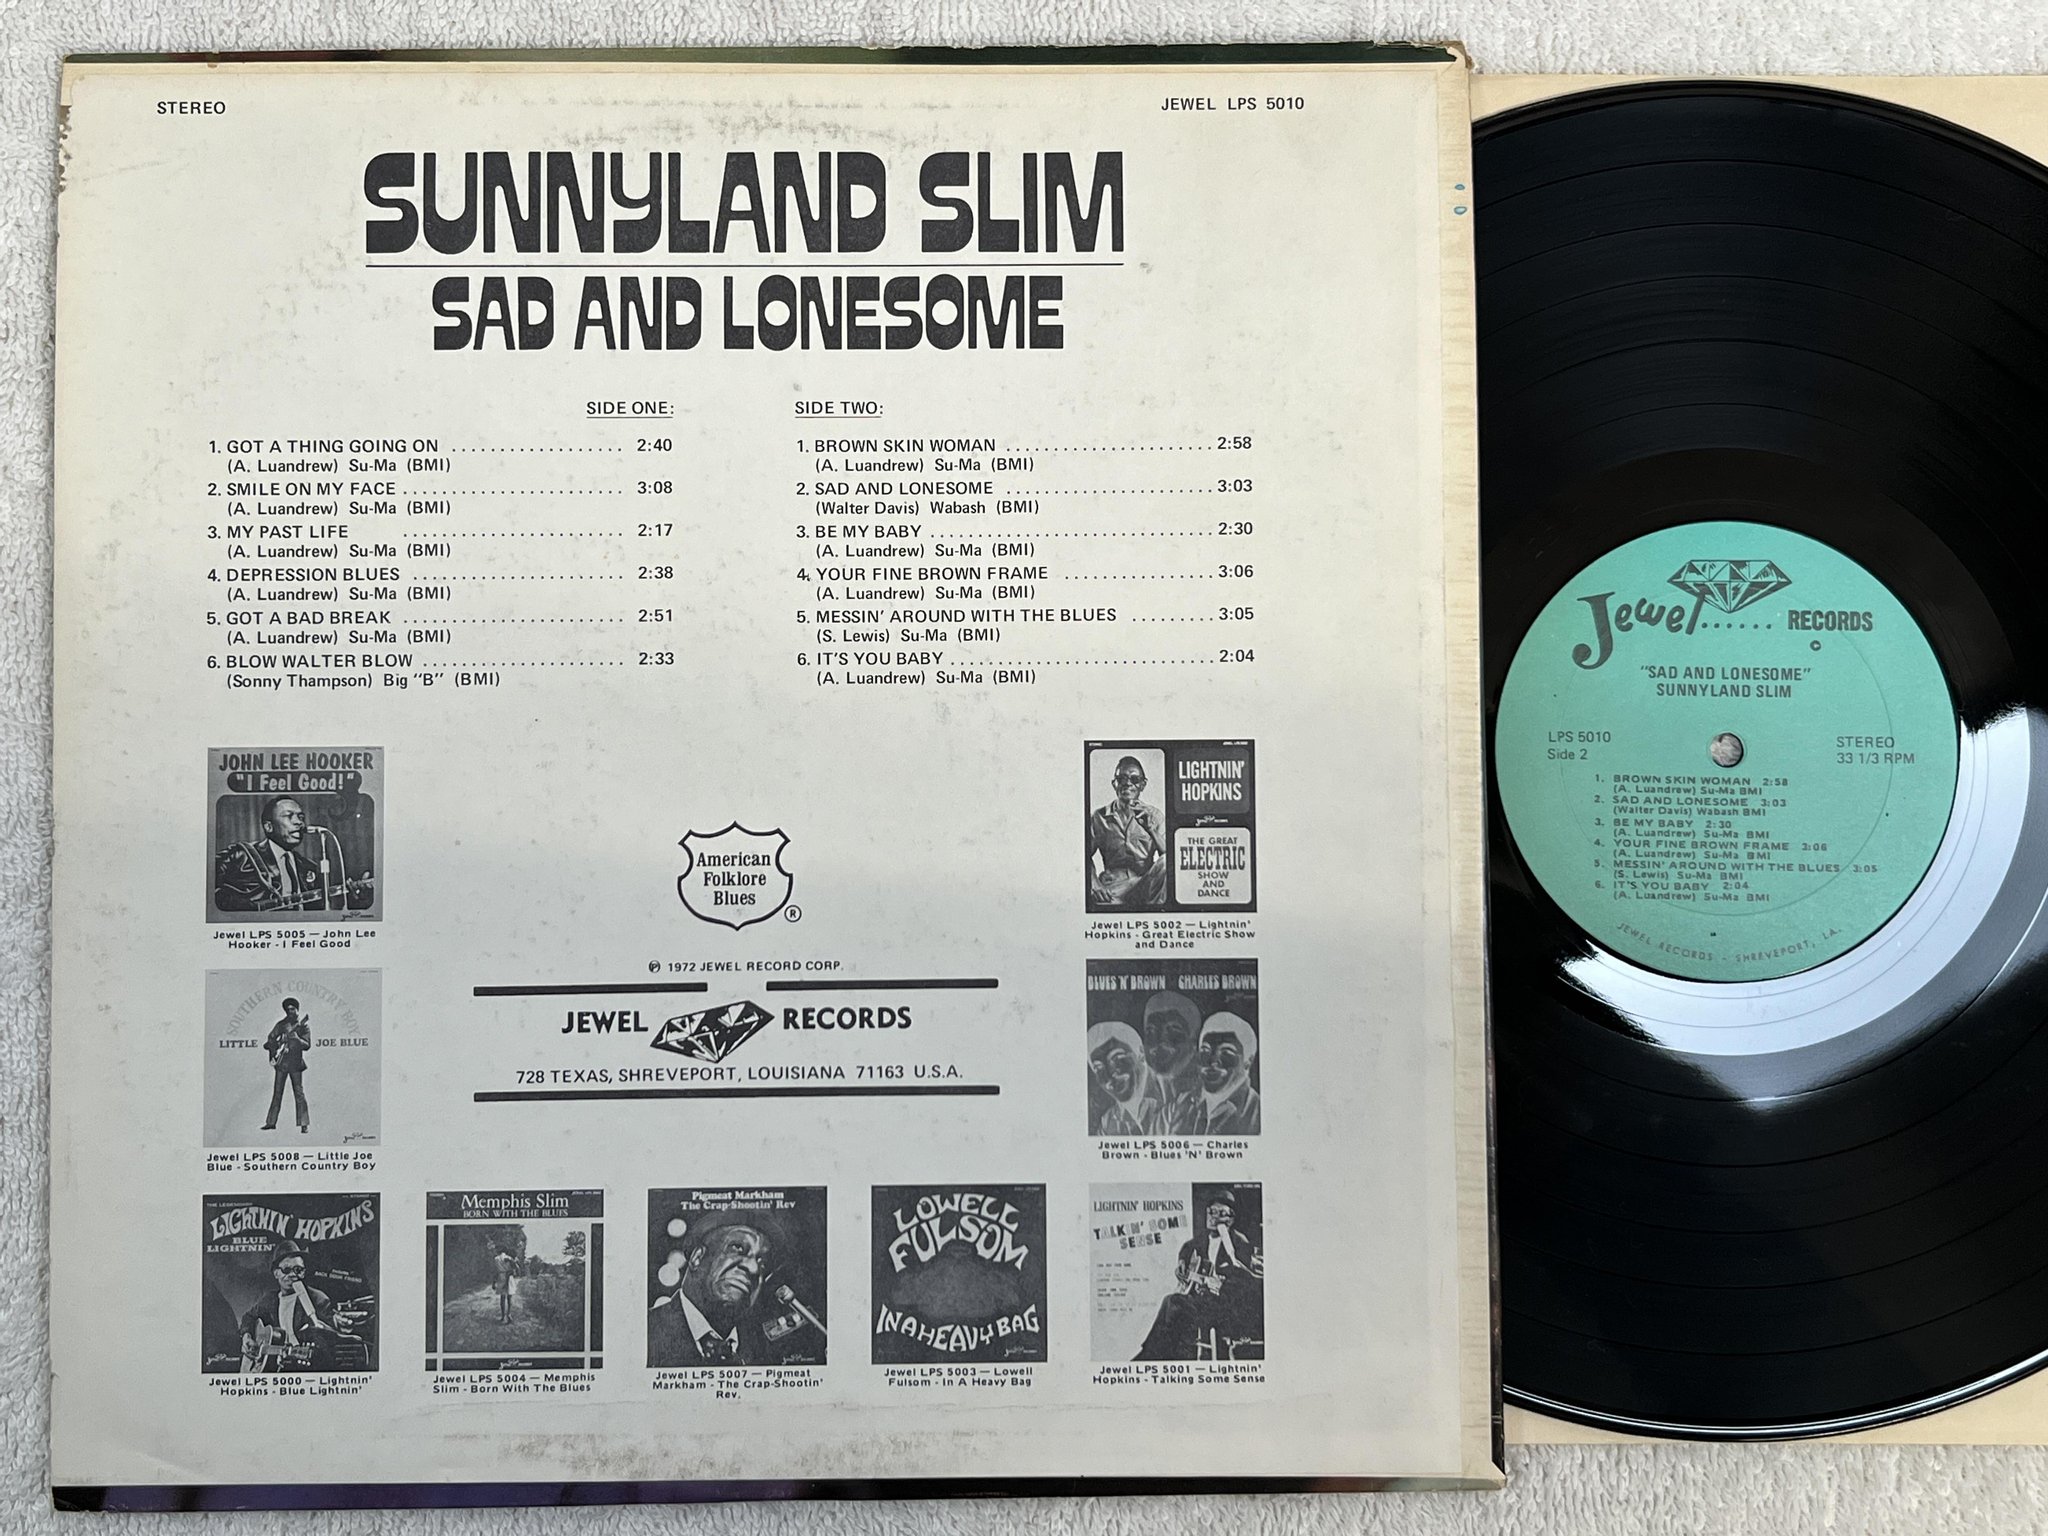 STEREO
JEWEL LPS 5010
SUNNYLAND SLIM
SAD AND LONESOME
SIDE ONE:
1. GOT A THING GOING ON .................. 2:40
(A. Luandrew) Su-Ma (BMI)
2. SMILE ON MY FACE ....................... 3:08
(A. Luandrew) Su-Ma (BMI)
3. MY PAST LIFE ....................... 2:17
(A. Luandrew) Su-Ma (BMI)
4. DEPRESSION BLUES ...................... 2:38
(A. Luandrew) Su-Ma (BMI)
5. GOT A BAD BREAK ....................... 2:51
(A. Luandrew) Su-Ma (BMI)
6. BLOW WALTER BLOW ..................... 2:33
(Sonny Thampson) Big "B" (BMI)
SIDE TWO:
1. BROWN SKIN WOMAN ..................... 2:58
(A. Luandrew) Su-Ma (BMI)
2. SAD AND LONESOME ..................... 3:03
(Walter Davis) Wabash (BMI)
3. BE MY BABY ............................. 2:30
(A. Luandrew) Su-Ma (BMI)
4. YOUR FINE BROWN FRAME ............... 3:06
(A. Luandrew) Su-Ma (BMI)
5. MESSIN' AROUND WITH THE BLUES ......... 3:05
(S. Lewis) Su-Ma (BMI)
6. IT'S YOU BABY ........................... 2:04
(A. Luandrew) Su-Ma (BMI)
JOHN LEE HOOKER
"I Feel Good!"
Jewel LPS 5005 — John Lee
Hooker - I Feel Good
American
Folklore
Blues
®
LIGHTNIN'
HOPKINS
THE GREAT
ELECTRIC
SHOW
AND
DANCE
Jewel LPS 5002 — Lightnin'
Hopkins - Great Electric Show
and Dance
℗ 1972 JEWEL RECORD CORP.
JEWEL RECORDS
728 TEXAS, SHREVEPORT, LOUISIANA 71163 U.S.A.
SOUTHERN COUNTRY BOY
LITTLE JOE BLUE
Jewel LPS 5008 — Little Joe
Blue - Southern Country Boy
BLUES 'N' BROWN CHARLES BROWN
Jewel LPS 5006 — Charles
Brown - Blues 'N' Brown
THE LEGENDARY
LIGHTNIN' HOPKINS
BLUE
LIGHTNIN'
BACK DOOR FRIEND
Jewel LPS 5000 — Lightnin'
Hopkins - Blue Lightnin'
Memphis Slim
BORN WITH THE BLUES
Jewel LPS 5004 — Memphis
Slim - Born With The Blues
Pigmeat Markham
The Crap-Shootin' Rev
Jewel LPS 5007 — Pigmeat
Markham - The Crap-Shootin'
Rev.
LOWELL
FULSOM
IN A HEAVY BAG
Jewel LPS 5003 — Lowell
Fulsom - In A Heavy Bag
LIGHTNIN' HOPKINS
TALKIN' SOME
SENSE
Jewel LPS 5001 — Lightnin'
Hopkins - Talking Some Sense
Jewel...... RECORDS
©
"SAD AND LONESOME"
SUNNYLAND SLIM
LPS 5010
Side 2
STEREO
33 1/3 RPM
1. BROWN SKIN WOMAN 2:58
(A. Luandrew) Su-Ma BMI
2. SAD AND LONESOME 3:03
(Walter Davis) Wabash BMI
3. BE MY BABY 2:30
(A. Luandrew) Su-Ma BMI
4. YOUR FINE BROWN FRAME 3:06
(A. Luandrew) Su-Ma BMI
5. MESSIN' AROUND WITH THE BLUES 3:05
(S. Lewis) Su-Ma BMI
6. IT'S YOU BABY 2:04
(A. Luandrew) Su-Ma BMI
JEWEL RECORDS - SHREVEPORT, LA.